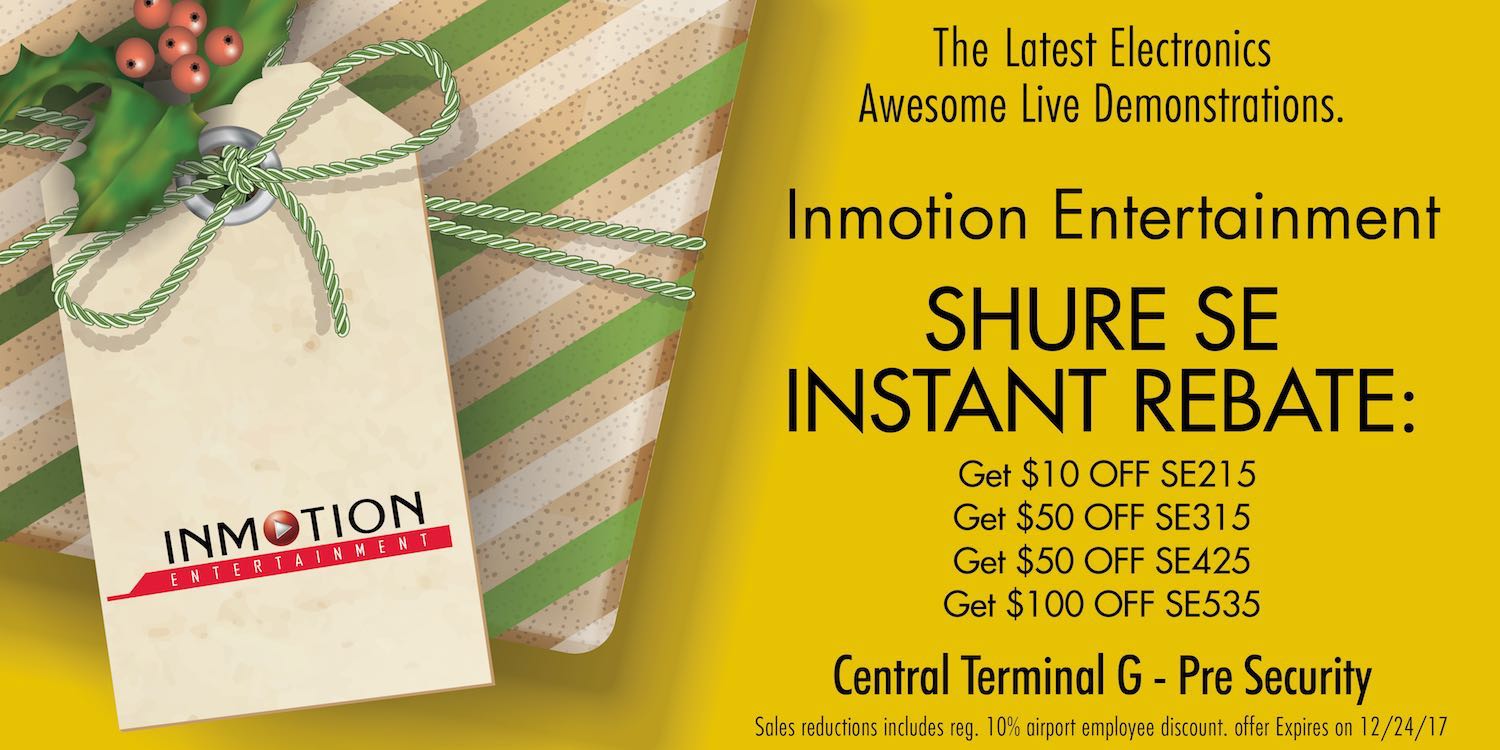 INMOTION
ENTERTAINMENT
The Latest Electronics
Awesome Live Demonstrations.
Inmotion Entertainment
SHURE SE
INSTANT REBATE:
Get $10 OFF SE215
Get $50 OFF SE315
Get $50 OFF SE425
Get $100 OFF SE535
Central Terminal G - Pre Security
Sales reductions includes reg. 10% airport employee discount. offer Expires on 12/24/17